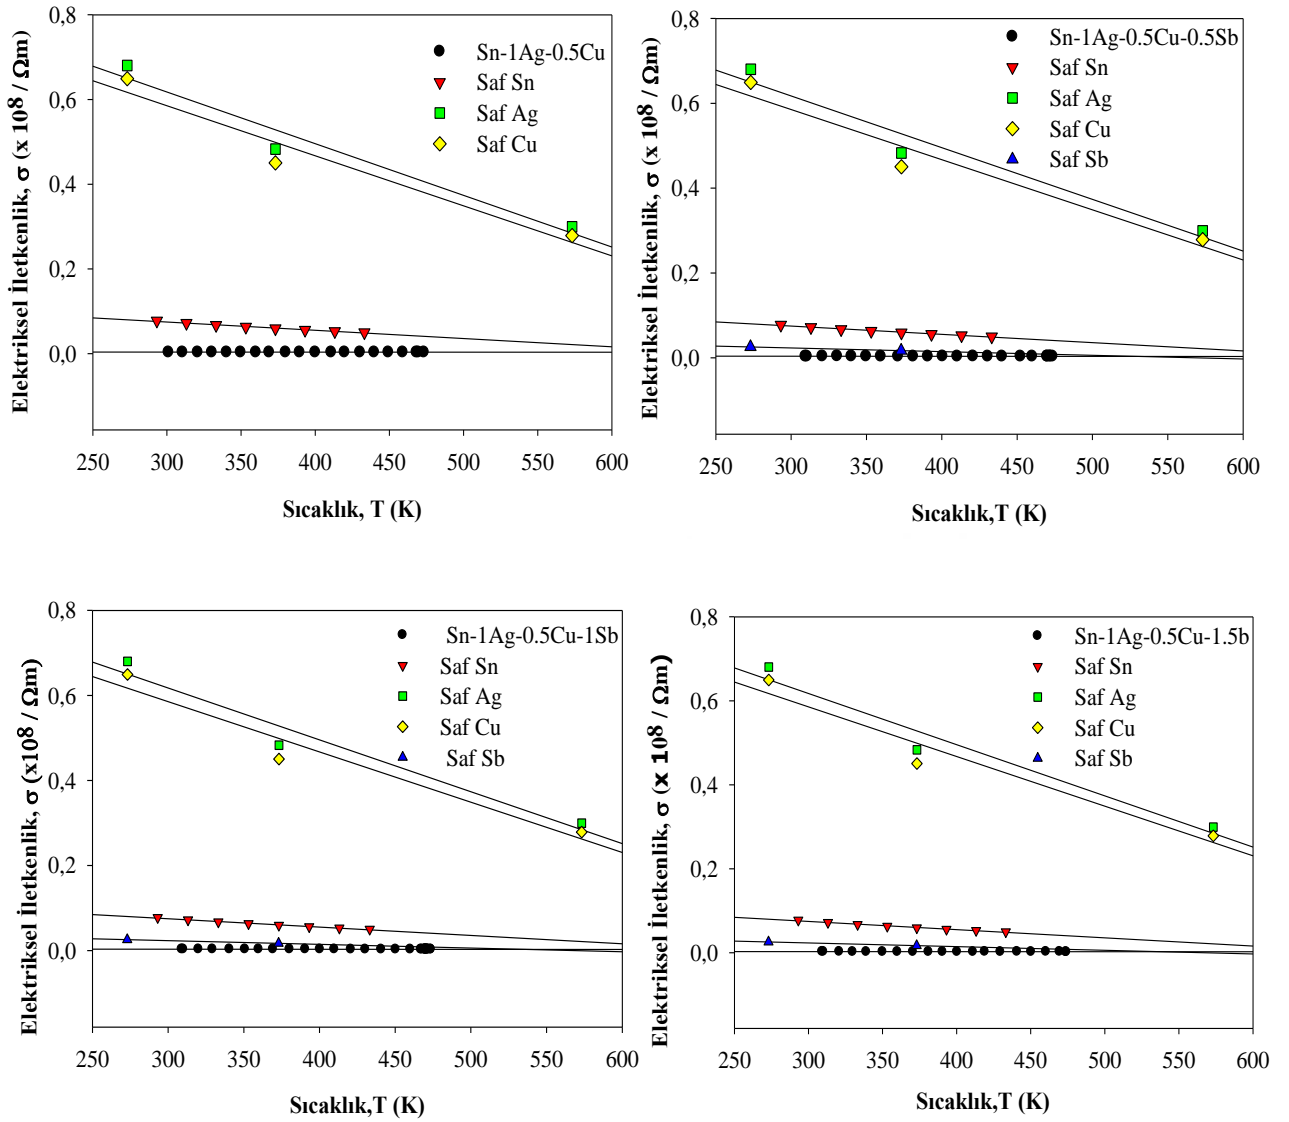 0,8
0,6
0,4
0,2
0,0
Elektriksel İletkenlik, σ (x 10⁸ / Ωm)
Sn-1Ag-0.5Cu
Saf Sn
Saf Ag
Saf Cu
250 300 350 400 450 500 550 600
Sıcaklık, T (K)
0,8
0,6
0,4
0,2
0,0
Elektriksel İletkenlik, σ (x 10⁸ / Ωm)
Sn-1Ag-0.5Cu-0.5Sb
Saf Sn
Saf Ag
Saf Cu
Saf Sb
250 300 350 400 450 500 550 600
Sıcaklık,T (K)
0,8
0,6
0,4
0,2
0,0
Elektriksel İletkenlik, σ (x10⁸ / Ωm)
Sn-1Ag-0.5Cu-1Sb
Saf Sn
Saf Ag
Saf Cu
Saf Sb
250 300 350 400 450 500 550 600
Sıcaklık,T (K)
0,8
0,6
0,4
0,2
0,0
Elektriksel İletkenlik, σ (x 10⁸ / Ωm)
Sn-1Ag-0.5Cu-1.5b
Saf Sn
Saf Ag
Saf Cu
Saf Sb
250 300 350 400 450 500 550 600
Sıcaklık,T (K)